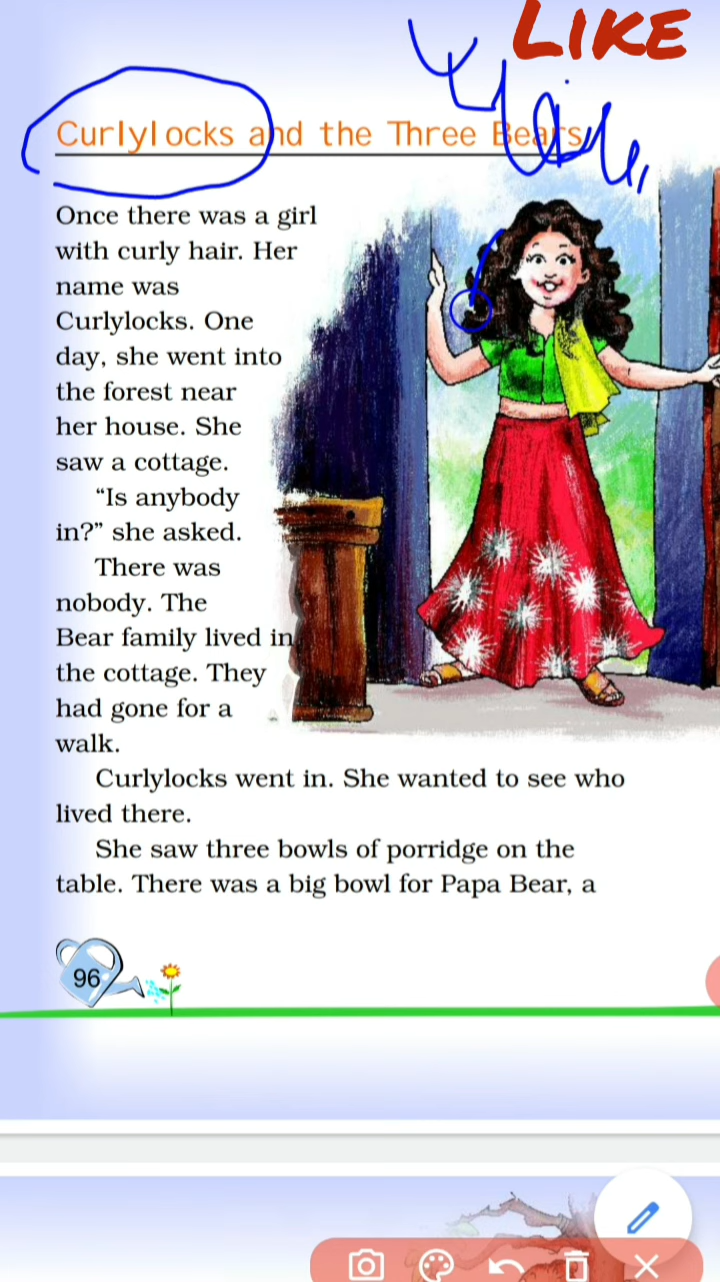 LIKE
Curlylocks and the Three Bears
Once there was a girl
with curly hair. Her
name was
Curlylocks. One
day, she went into
the forest near
her house. She
saw a cottage.
“Is anybody
in?” she asked.
There was
nobody. The
Bear family lived in
the cottage. They
had gone for a
walk.
Curlylocks went in. She wanted to see who
lived there.
She saw three bowls of porridge on the
table. There was a big bowl for Papa Bear, a
96